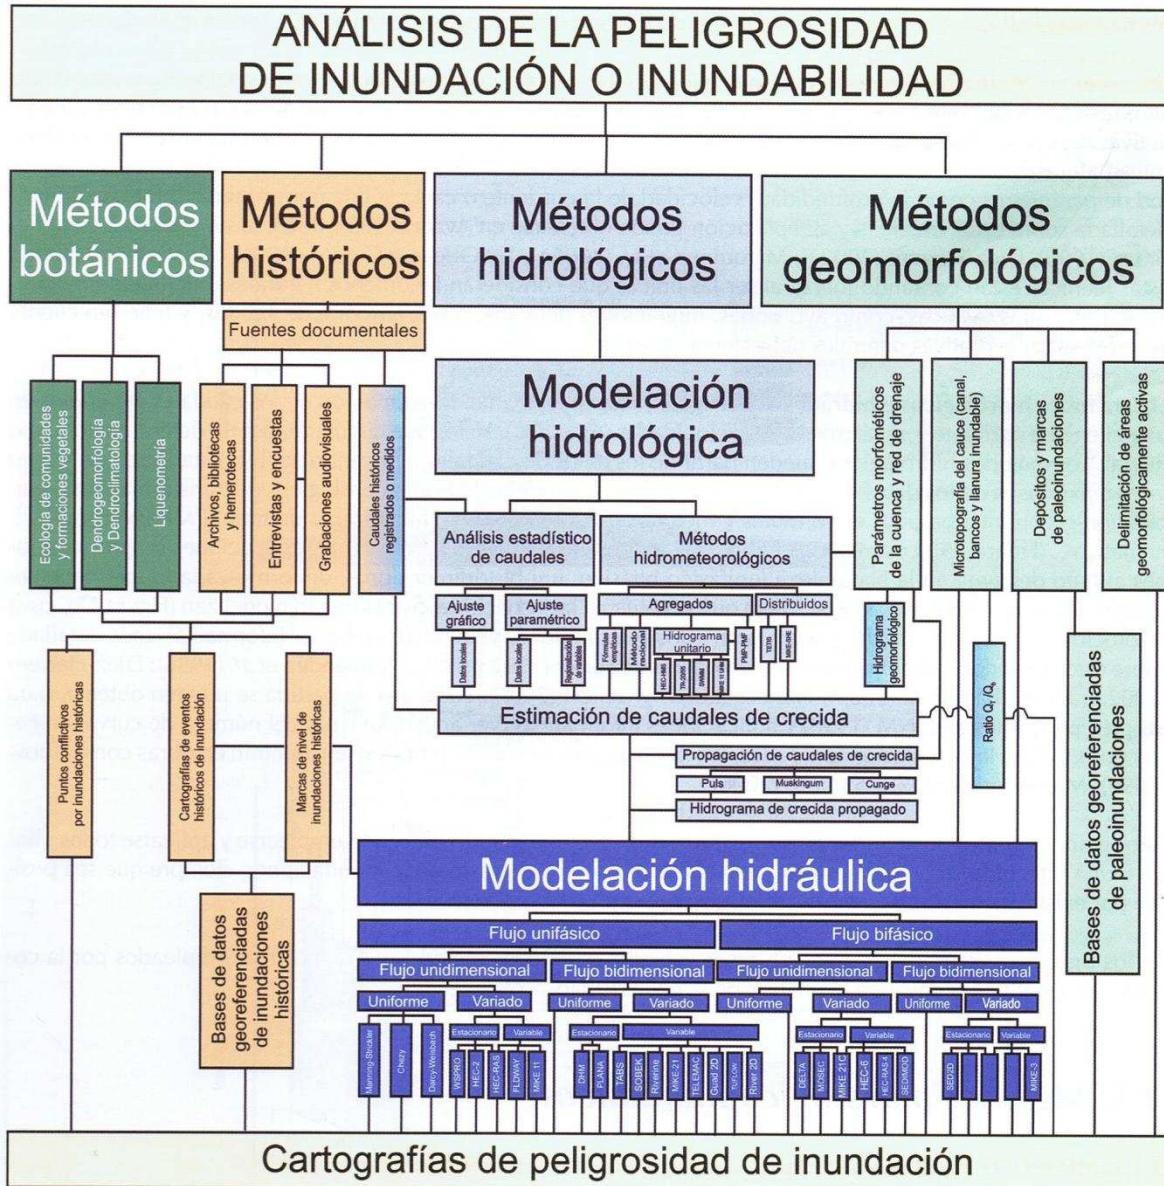 ANÁLISIS DE LA PELIGROSIDAD
DE INUNDACIÓN O INUNDABILIDAD
Métodos
botánicos
Métodos
históricos
Métodos
hidrológicos
Métodos
geomorfológicos
Fuentes documentales
Ecología de comunidades
y formaciones vegetales
Dendrogeomorfología
y Dendroclimatología
Liquenometría
Archivos, bibliotecas
y hemerotecas
Entrevistas y encuestas
Grabaciones audiovisuales
Caudales históricos
registrados o medidos
Modelación
hidrológica
Parámetros morfométricos
de la cuenca y red de drenaje
Microtopografía del cauce (canal,
bancos y llanura inundable)
Depósitos y marcas
de paleoinundaciones
Delimitación de áreas
geomorfológicamente activas
Análisis estadístico
de caudales
Métodos
hidrometeorológicos
Ajuste
gráfico
Ajuste
paramétrico
Agregados
Distribuidos
Datos locales
Datos locales
Regionalización
de variables
Fórmulas
empíricas
Método
racional
Hidrograma
unitario
HEC-HMS
TR-20/55
SWMM
MIKE 11 UHM
PMP-PMF
TETIS
MIKE-SHE
Hidrograma
geomorfológico
Ratio
Estimación de caudales de crecida
Propagación de caudales de crecida
Puls
Muskingum
Cunge
Hidrograma de crecida propagado
Puntos conflictivos
por inundaciones históricas
Cartografías de eventos
históricos de inundación
Marcas de nivel de
inundaciones históricas
Bases de datos
georeferenciadas
de inundaciones
históricas
Bases de datos georeferenciadas
de paleoinundaciones
Modelación hidráulica
Flujo unifásico
Flujo bifásico
Flujo unidimensional
Flujo bidimensional
Flujo unidimensional
Flujo bidimensional
Uniforme
Variado
Uniforme
Variado
Uniforme
Variado
Uniforme
Variado
Estacionario
Variable
Estacionario
Variable
Estacionario
Variable
Estacionario
Variable
Manning-Strickler
Chezy
Darcy-Weisbach
WSPRO
HEC-2
HEC-RAS
FLDWAY
MIKE 11
DHM
PLANA
TABS
SOBEK
Riverine
MIKE-21
TELEMAC
Guad 2D
TUFLOW
River 2D
DELTA
MOSEC
MIKE 21C
HEC-6
HEC-RAS 4
SEDMOD
SED2D
MIKE-3
Cartografías de peligrosidad de inundación